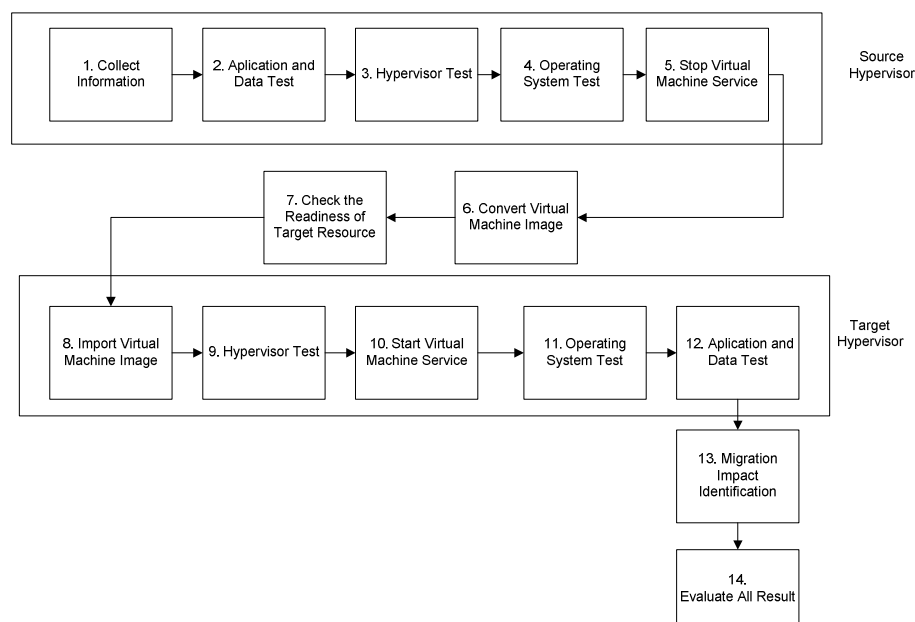 1. Collect
Information
2. Aplication and
Data Test
3. Hypervisor Test
4. Operating
System Test
5. Stop Virtual
Machine Service
Source
Hypervisor
7. Check the
Readiness of
Target Resource
6. Convert Virtual
Machine Image
8. Import Virtual
Machine Image
9. Hypervisor Test
10. Start Virtual
Machine Service
11. Operating
System Test
12. Aplication and
Data Test
Target
Hypervisor
13. Migration
Impact
Identification
14.
Evaluate All Result